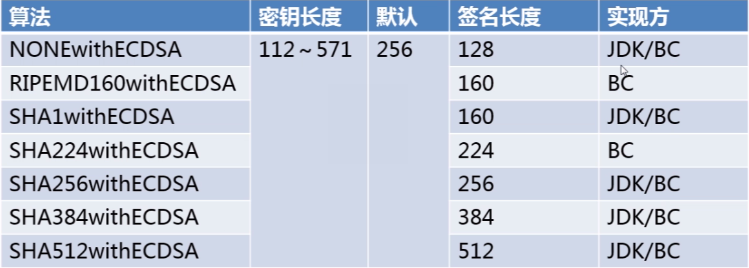 算法 密钥长度 默认 签名长度 实现方
NONEwithECDSA 112～571 256 128 JDK/BC
RIPEMD160withECDSA 160 BC
SHA1withECDSA 160 JDK/BC
SHA224withECDSA 224 BC
SHA256withECDSA 256 JDK/BC
SHA384withECDSA 384 JDK/BC
SHA512withECDSA 512 JDK/BC